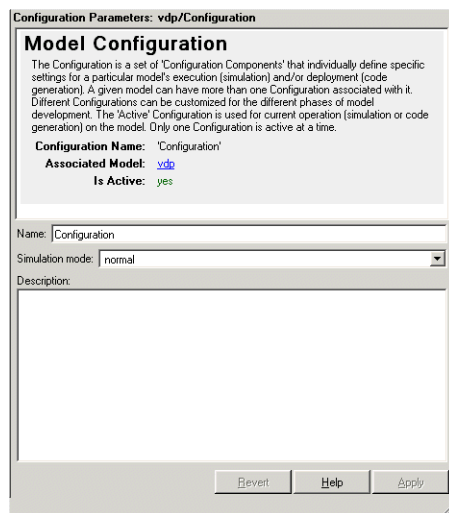 Configuration Parameters: vdp/Configuration
Model Configuration
The Configuration is a set of 'Configuration Components' that individually define specific
settings for a particular model's execution (simulation) and/or deployment (code
generation). A given model can have more than one Configuration associated with it.
Different Configurations can be customized for the different phases of model
development. The 'Active' Configuration is used for current operation (simulation or code
generation) on the model. Only one Configuration is active at a time.
Configuration Name: 'Configuration'
Associated Model: vdp
Is Active: yes
Name: Configuration
Simulation mode: normal
Description:
Revert Help Apply